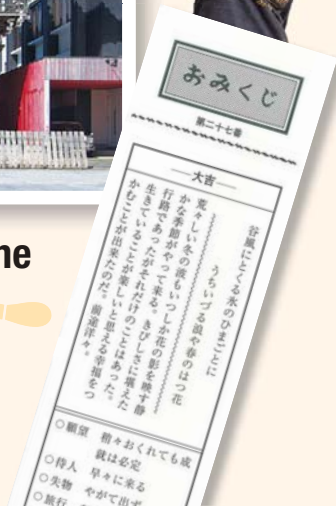 おみくじ
第二十七番
大吉
谷風にとくる氷のひまごとに
うちいづる浪や春のはつ花
荒々しい冬の波もいつしか花の影を映す静
かな季節がやって来る。きびしさに堪えた
行路であったがそれだけのことはあった。
生きていることが楽しいと思える幸福をつ
かむことが出来たのだ。前途洋々。
○願望 稍々おくれても成
就は必定
○待人 早々に来る
○失物 やがて出ず
○旅行
ne